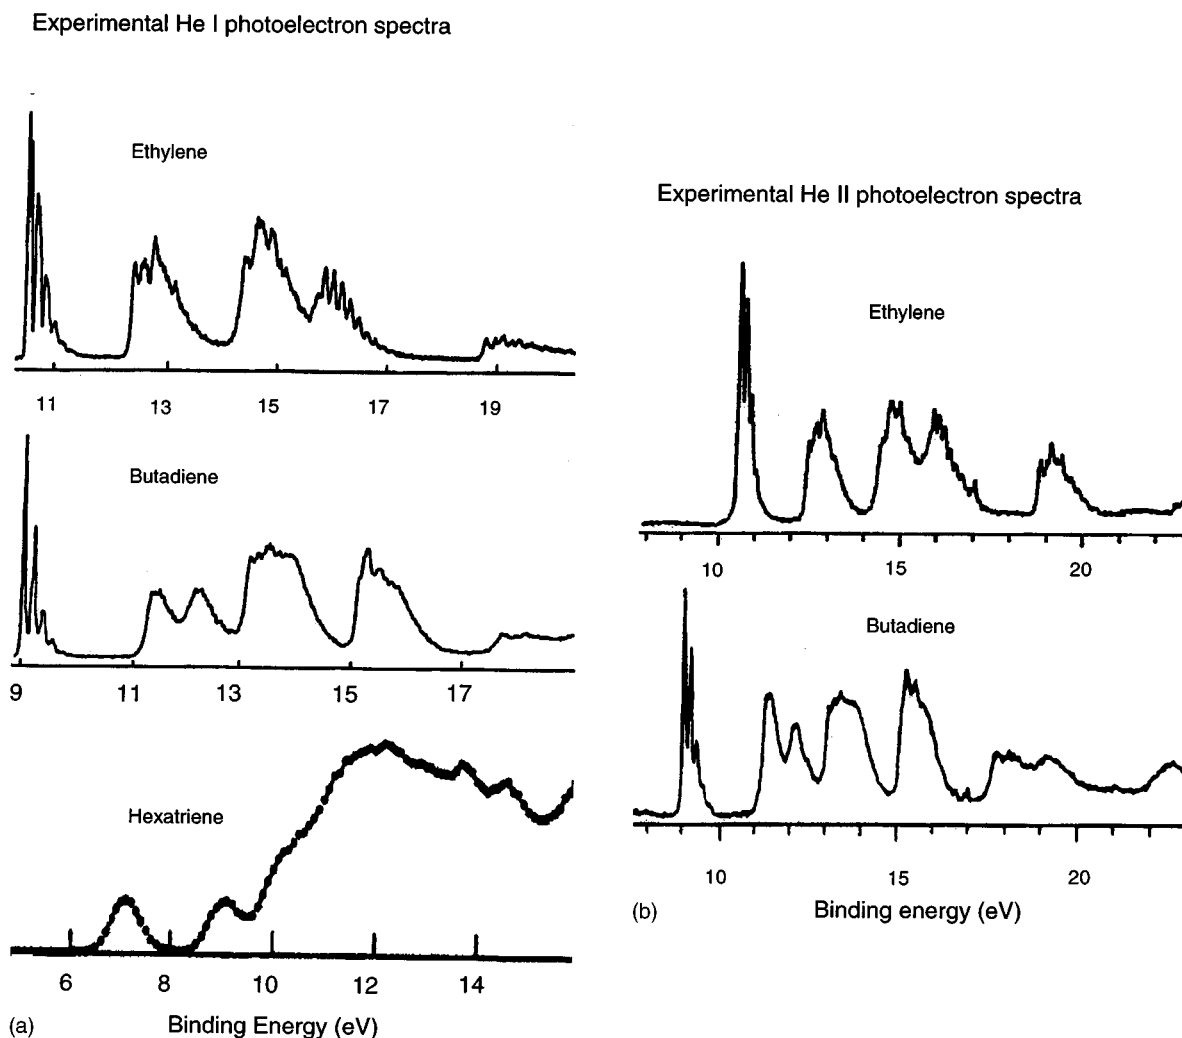 Experimental He I photoelectron spectra
Ethylene
11 13 15 17 19
Butadiene
9 11 13 15 17
Hexatriene
6 8 10 12 14
(a) Binding Energy (eV)
Experimental He II photoelectron spectra
Ethylene
10 15 20
Butadiene
10 15 20
(b) Binding energy (eV)